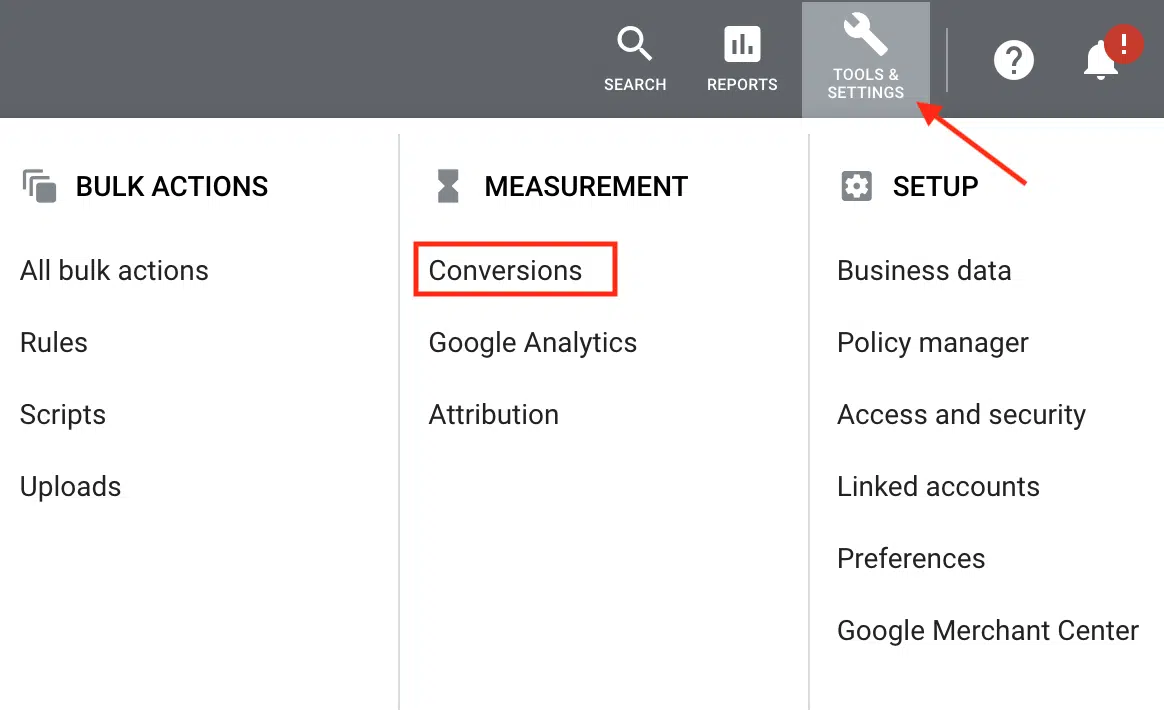 SEARCH
REPORTS
TOOLS &
SETTINGS
!
?
BULK ACTIONS
All bulk actions
Rules
Scripts
Uploads
MEASUREMENT
Conversions
Google Analytics
Attribution
SETUP
Business data
Policy manager
Access and security
Linked accounts
Preferences
Google Merchant Center